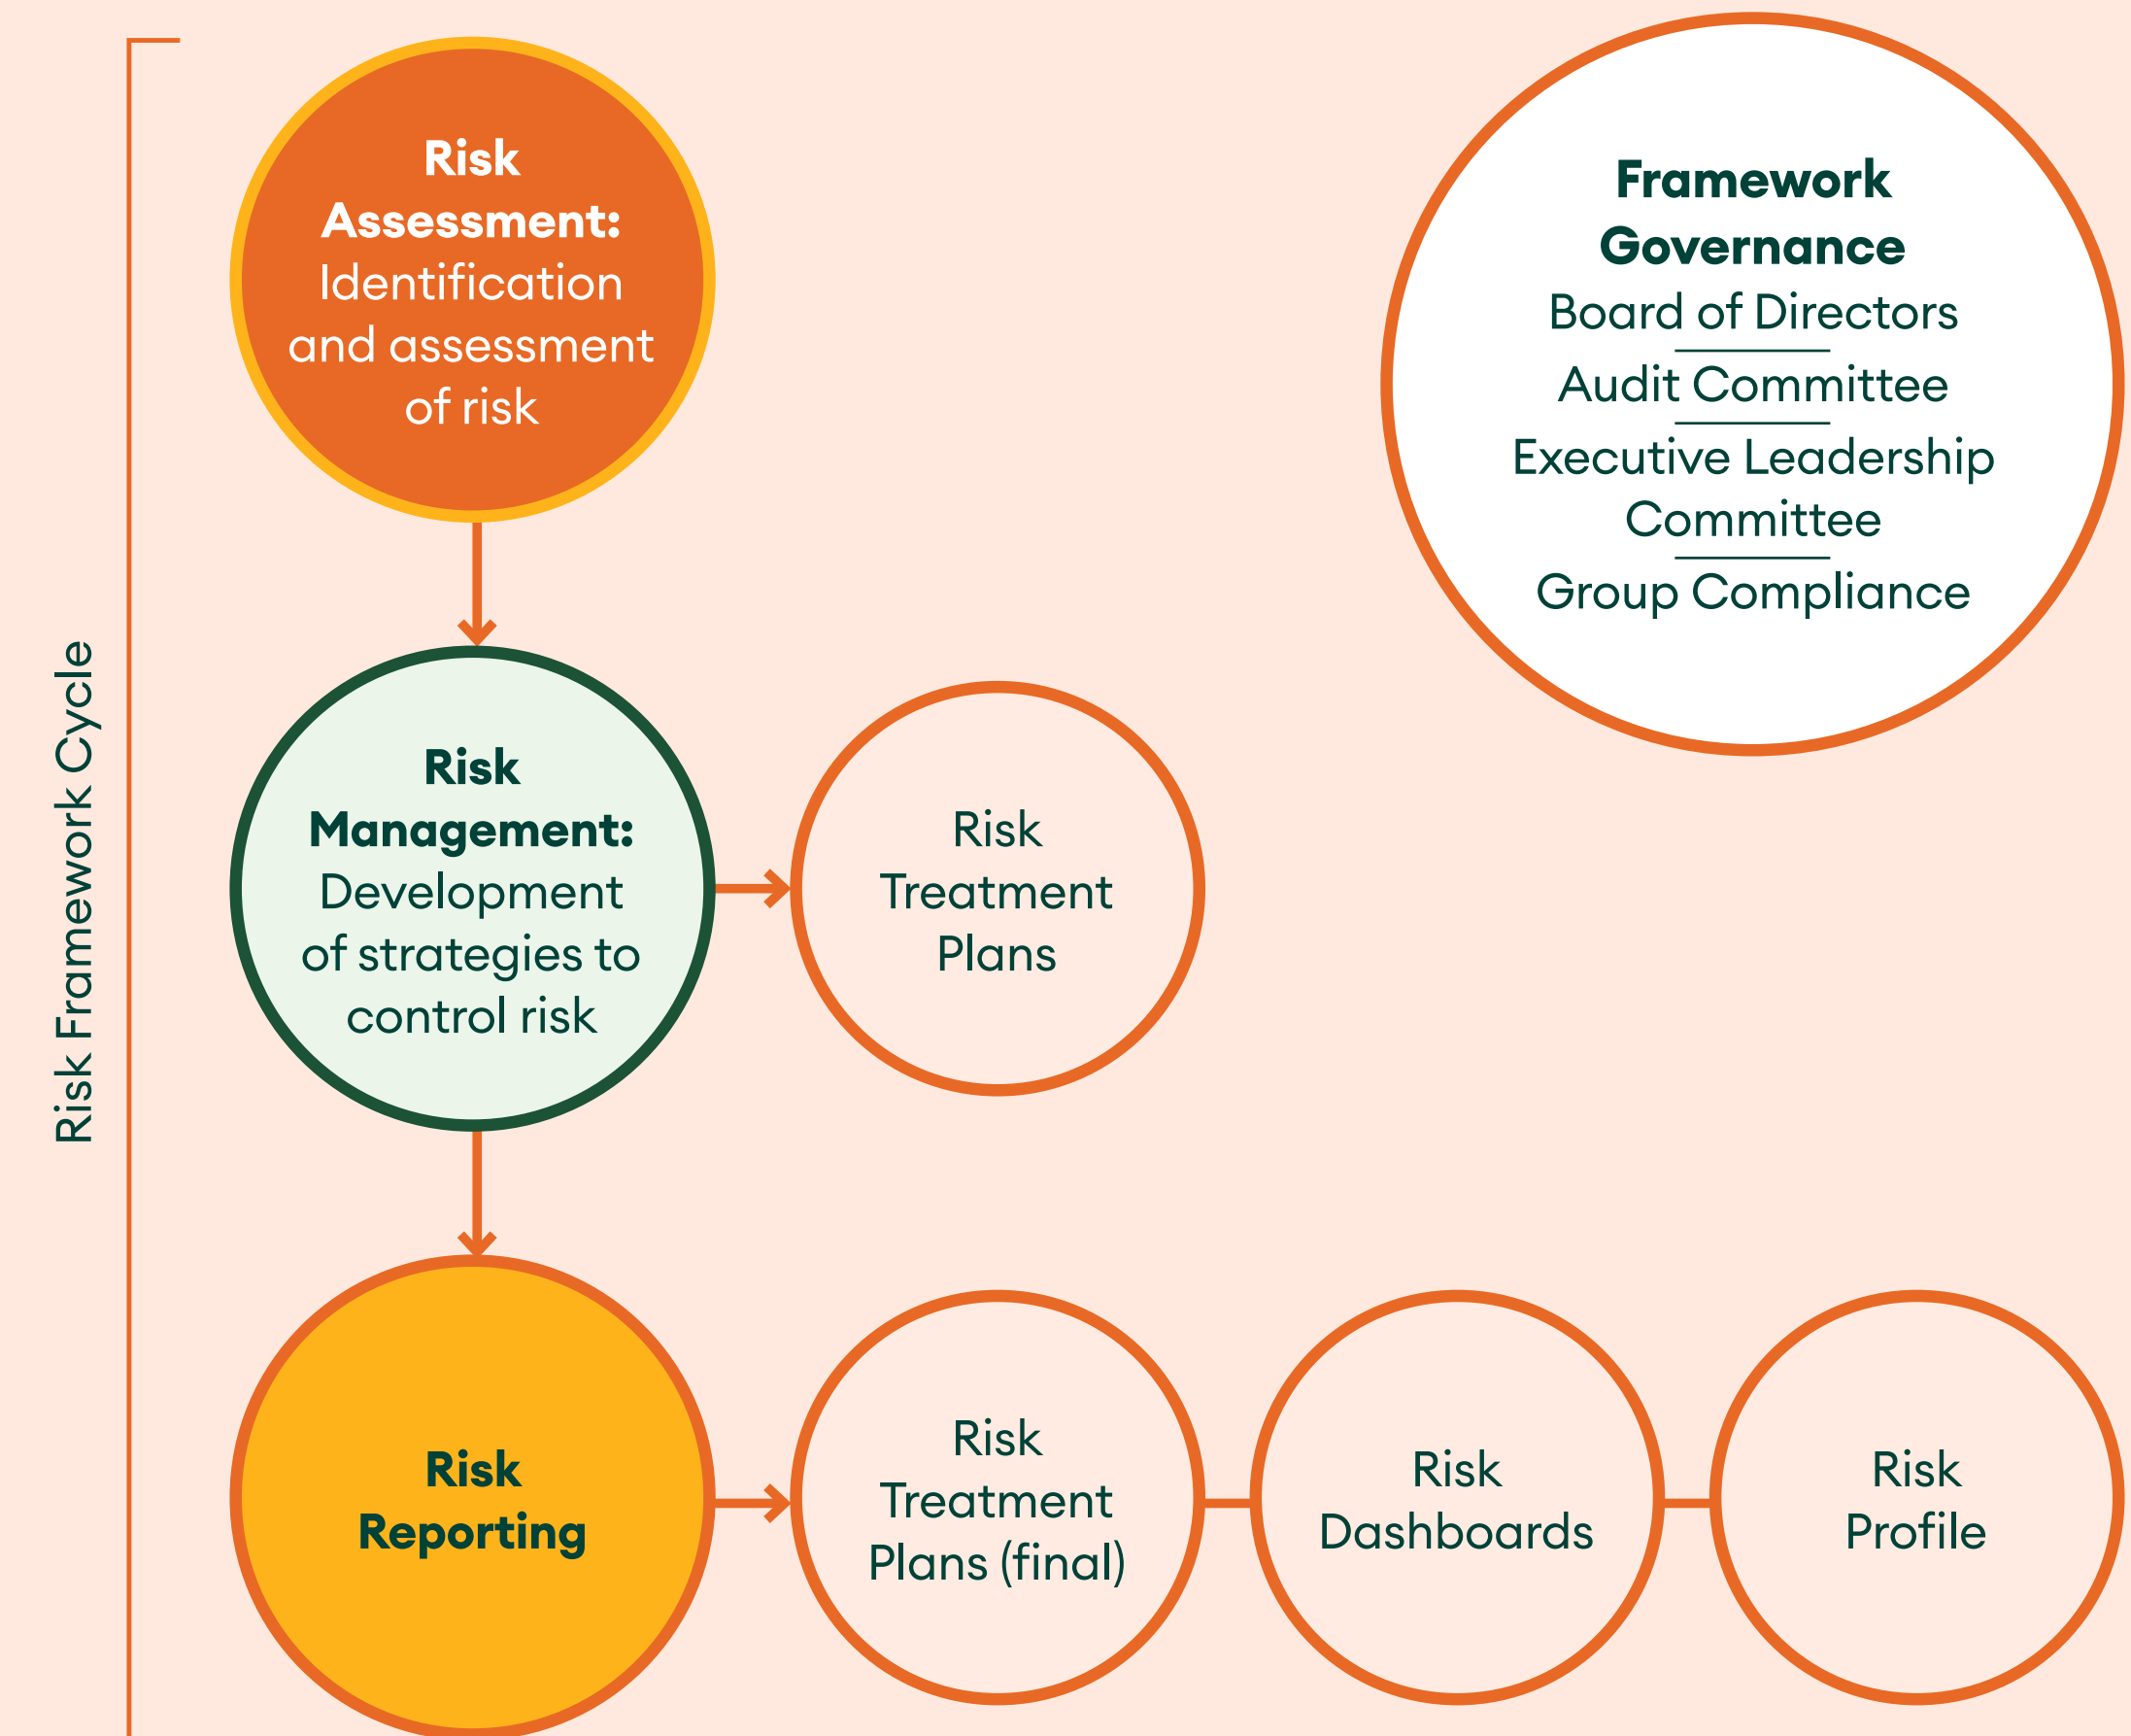 Risk Framework Cycle
Risk
Assessment:
Identification
and assessment
of risk
Framework
Governance
Board of Directors
Audit Committee
Executive Leadership
Committee
Group Compliance
Risk
Management:
Development
of strategies to
control risk
Risk
Treatment
Plans
Risk
Reporting
Risk
Treatment
Plans (final)
Risk
Dashboards
Risk
Profile